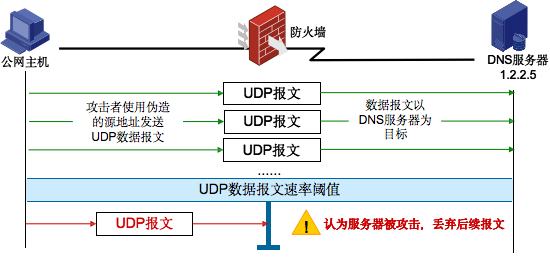 防火墙
公网主机
DNS服务器
1.2.2.5
攻击者使用伪造
的源地址发送
UDP数据报文
UDP报文
UDP报文
UDP报文
数据报文以
DNS服务器为
目标
......
UDP数据报文速率阈值
UDP报文
认为服务器被攻击，丢弃后续报文